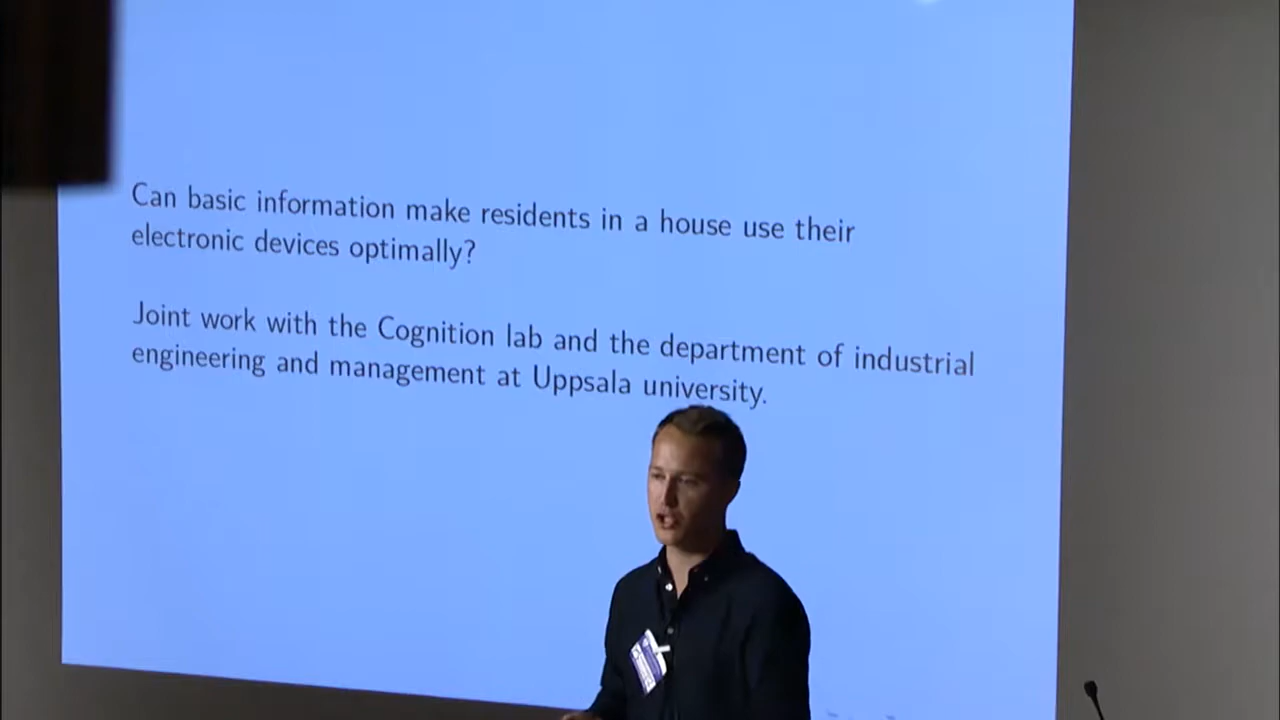 Can basic information make residents in a house use their
electronic devices optimally?
Joint work with the Cognition lab and the department of industrial
engineering and management at Uppsala university.